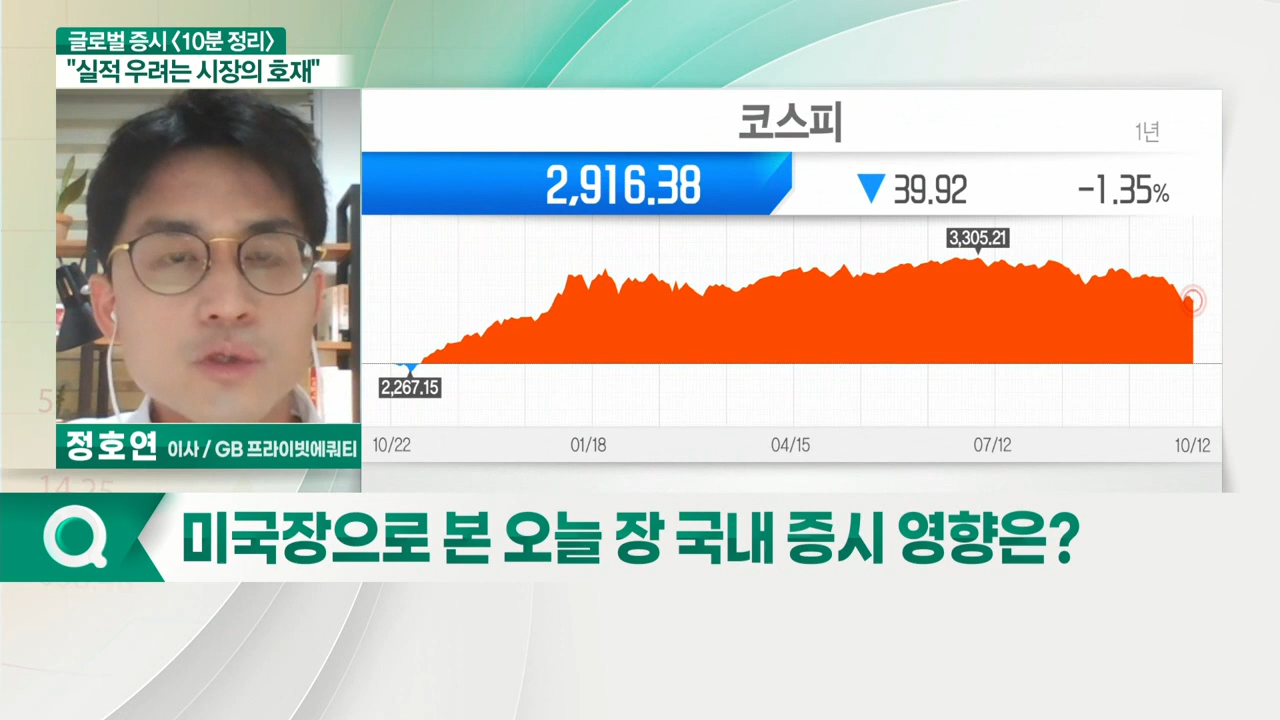 글로벌 증시 〈10분 정리〉
"실적 우려는 시장의 호재"
코스피
1년
2,916.38 ▼ 39.92 -1.35%
3,305.21
2,267.15
10/22 01/18 04/15 07/12 10/12
정호연 이사 / GB 프라이빗에쿼티
Q 미국장으로 본 오늘 장 국내 증시 영향은?